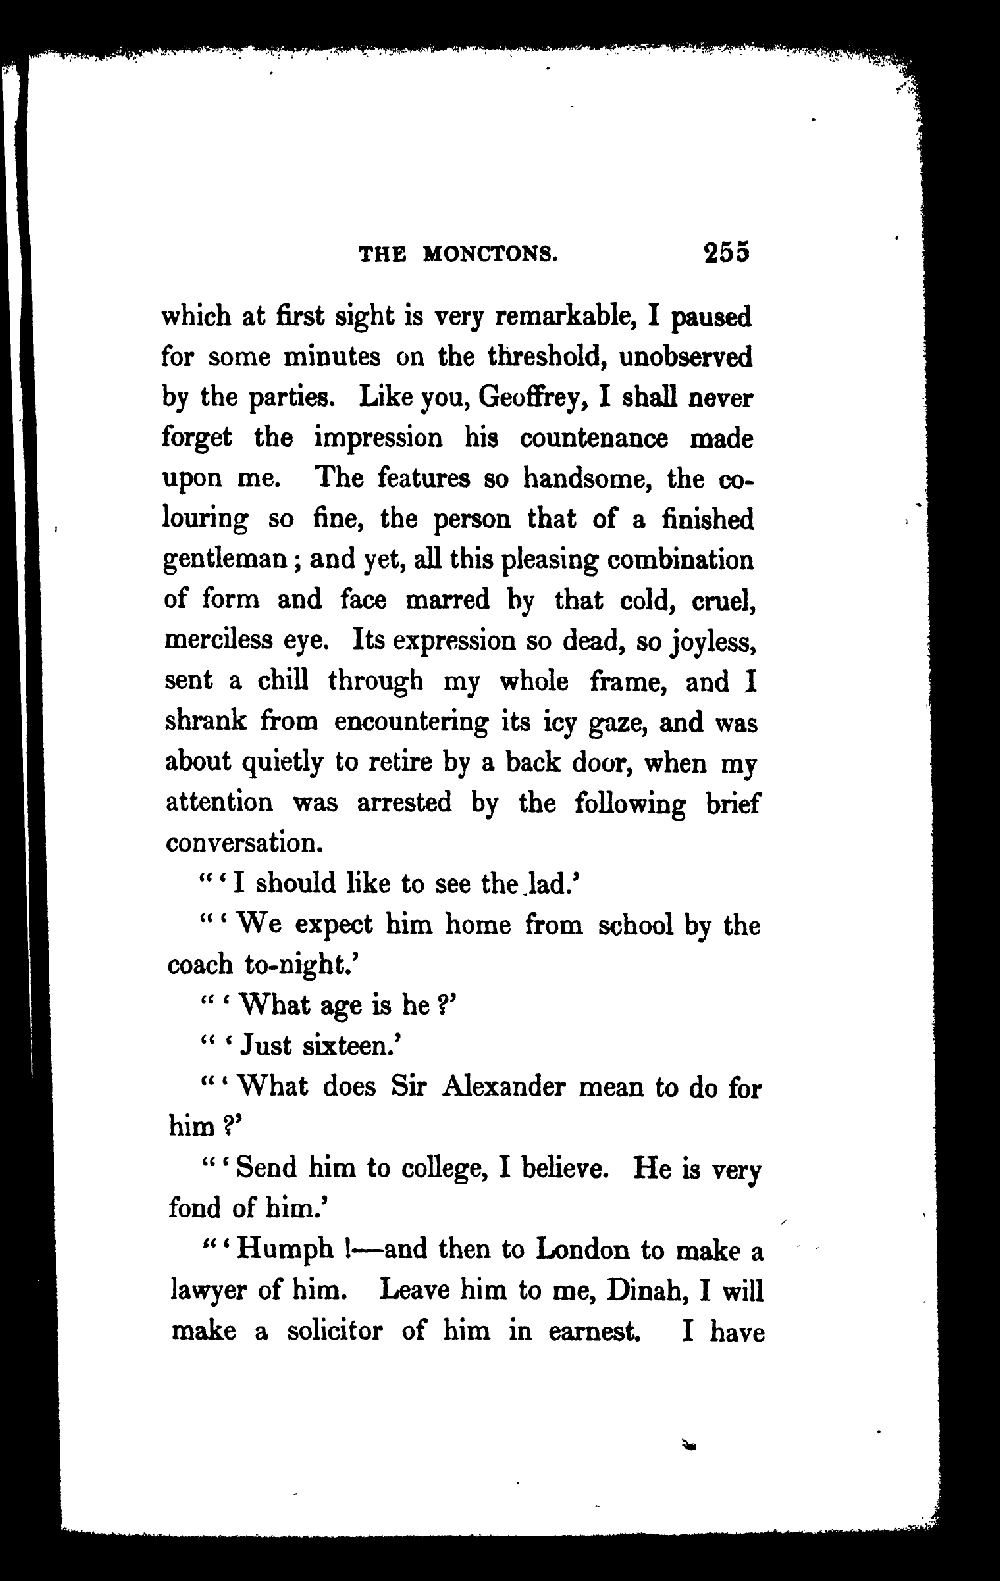 THE MONCTONS. 255
which at first sight is very remarkable, I paused
for some minutes on the threshold, unobserved
by the parties. Like you, Geoffrey, I shall never
forget the impression his countenance made
upon me. The features so handsome, the co-
louring so fine, the person that of a finished
gentleman ; and yet, all this pleasing combination
of form and face marred by that cold, cruel,
merciless eye. Its expression so dead, so joyless,
sent a chill through my whole frame, and I
shrank from encountering its icy gaze, and was
about quietly to retire by a back door, when my
attention was arrested by the following brief
conversation.
“ ‘ I should like to see the lad.’
“ ‘ We expect him home from school by the
coach to-night.’
“ ‘ What age is he ?’
“ ‘ Just sixteen.’
“ ‘ What does Sir Alexander mean to do for
him ?’
“ ‘ Send him to college, I believe. He is very
fond of him.’
“ ‘ Humph !—and then to London to make a
lawyer of him. Leave him to me, Dinah, I will
make a solicitor of him in earnest. I have